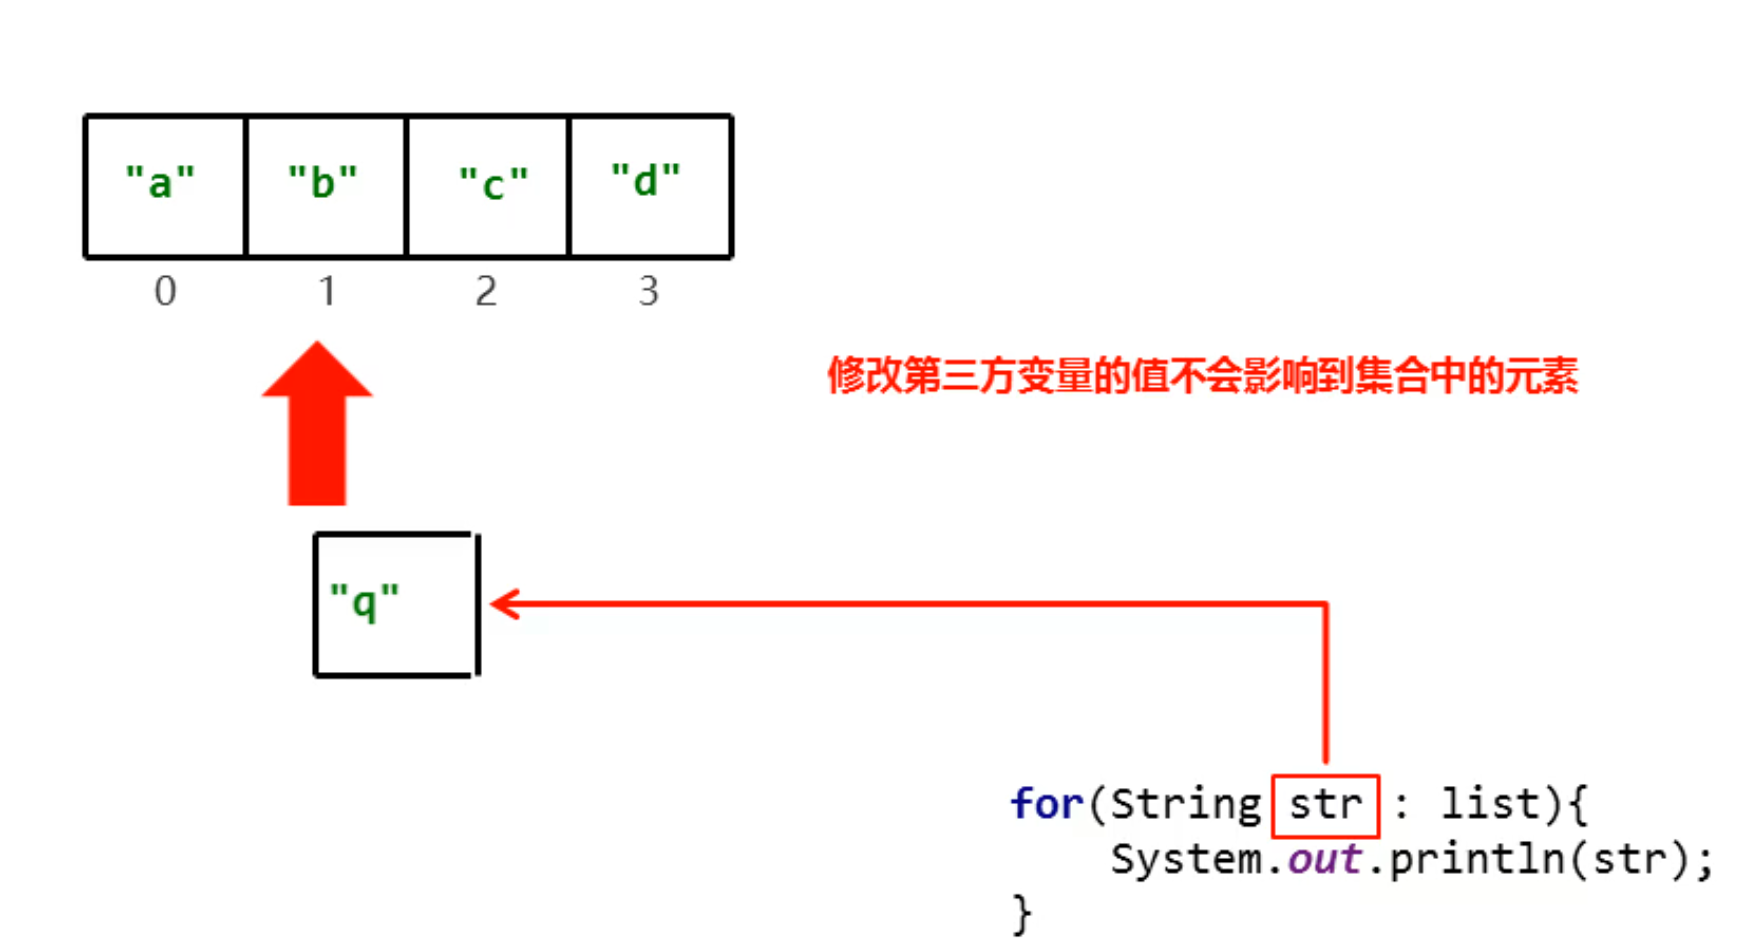 "a" "b" "c" "d"
0 1 2 3
修改第三方变量的值不会影响到集合中的元素
"q"
for(String str : list){
System.out.println(str);
}